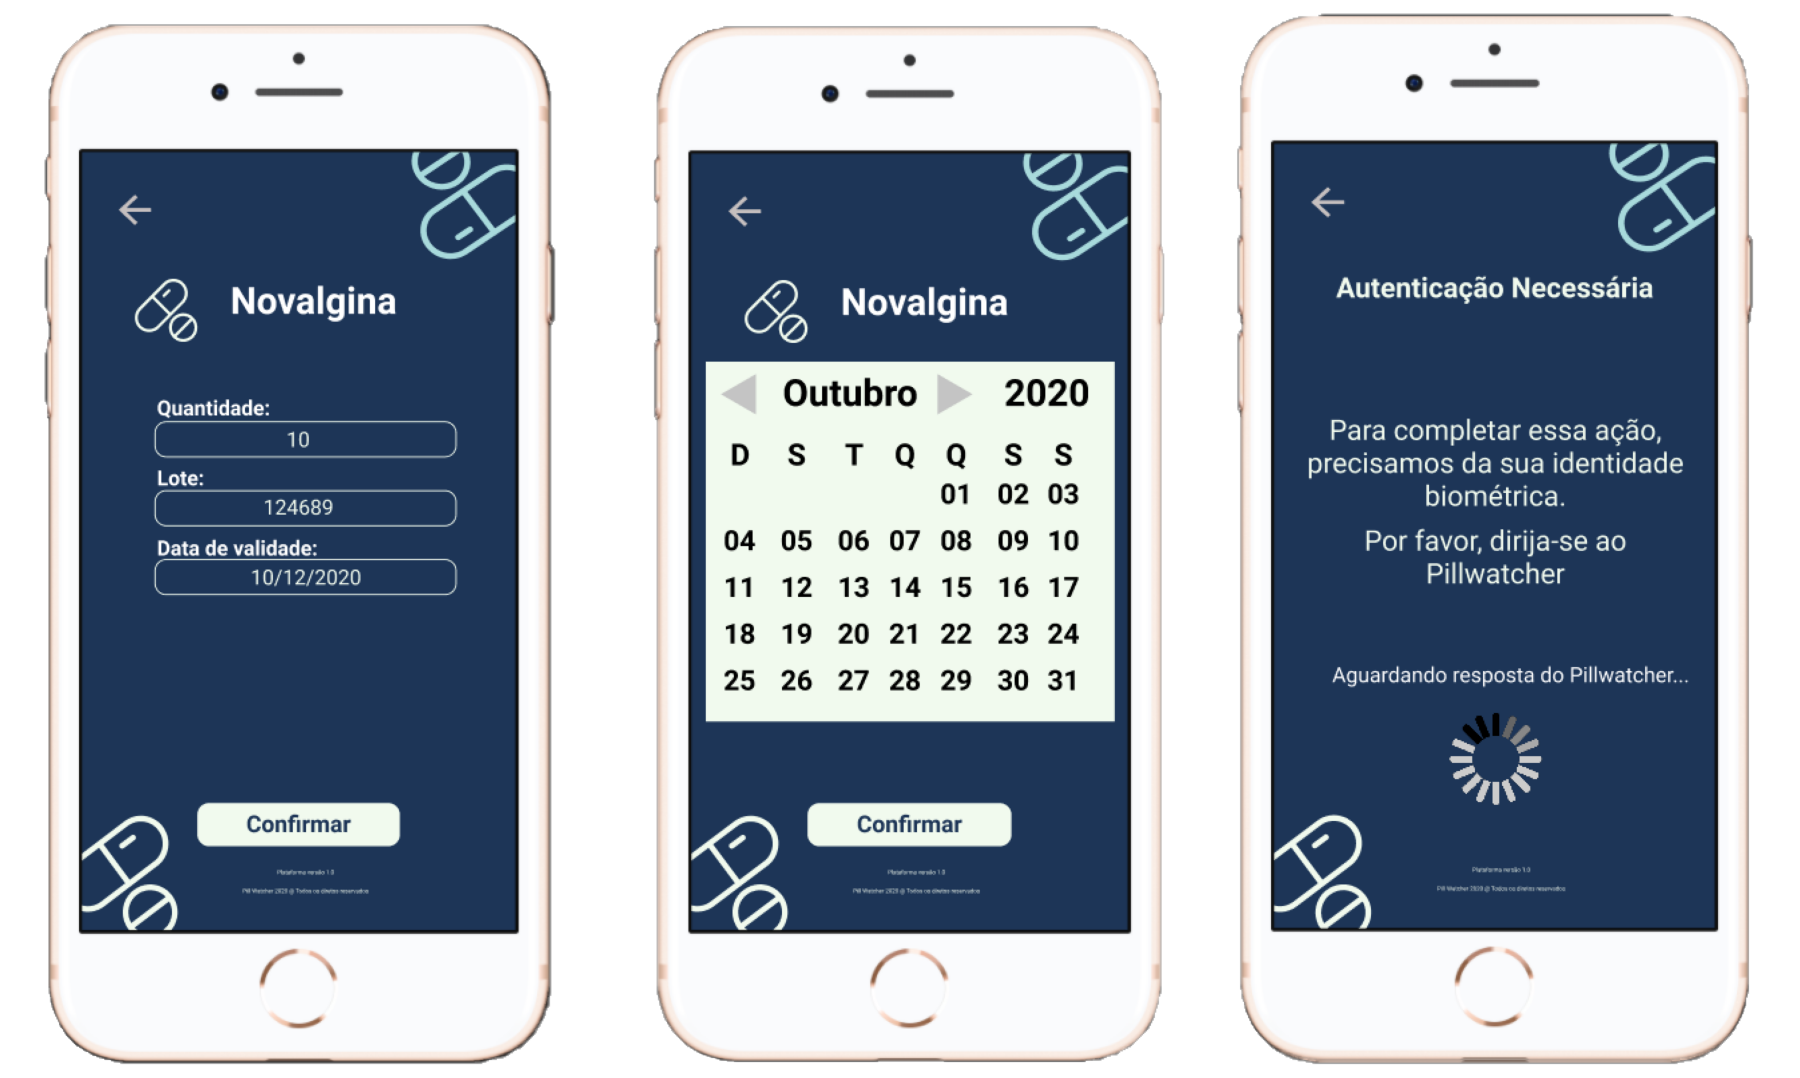 Novalgina
Quantidade:
10
Lote:
124689
Data de validade:
10/12/2020
Confirmar
Plataforma versão 1.0
Pill Watcher 2020 @ Todos os direitos reservados
Novalgina
Outubro 2020
D S T Q Q S S
01 02 03
04 05 06 07 08 09 10
11 12 13 14 15 16 17
18 19 20 21 22 23 24
25 26 27 28 29 30 31
Confirmar
Plataforma versão 1.0
Pill Watcher 2020 @ Todos os direitos reservados
Autenticação Necessária
Para completar essa ação,
precisamos da sua identidade
biométrica.
Por favor, dirija-se ao
Pillwatcher
Aguardando resposta do Pillwatcher...
Plataforma versão 1.0
Pill Watcher 2020 @ Todos os direitos reservados